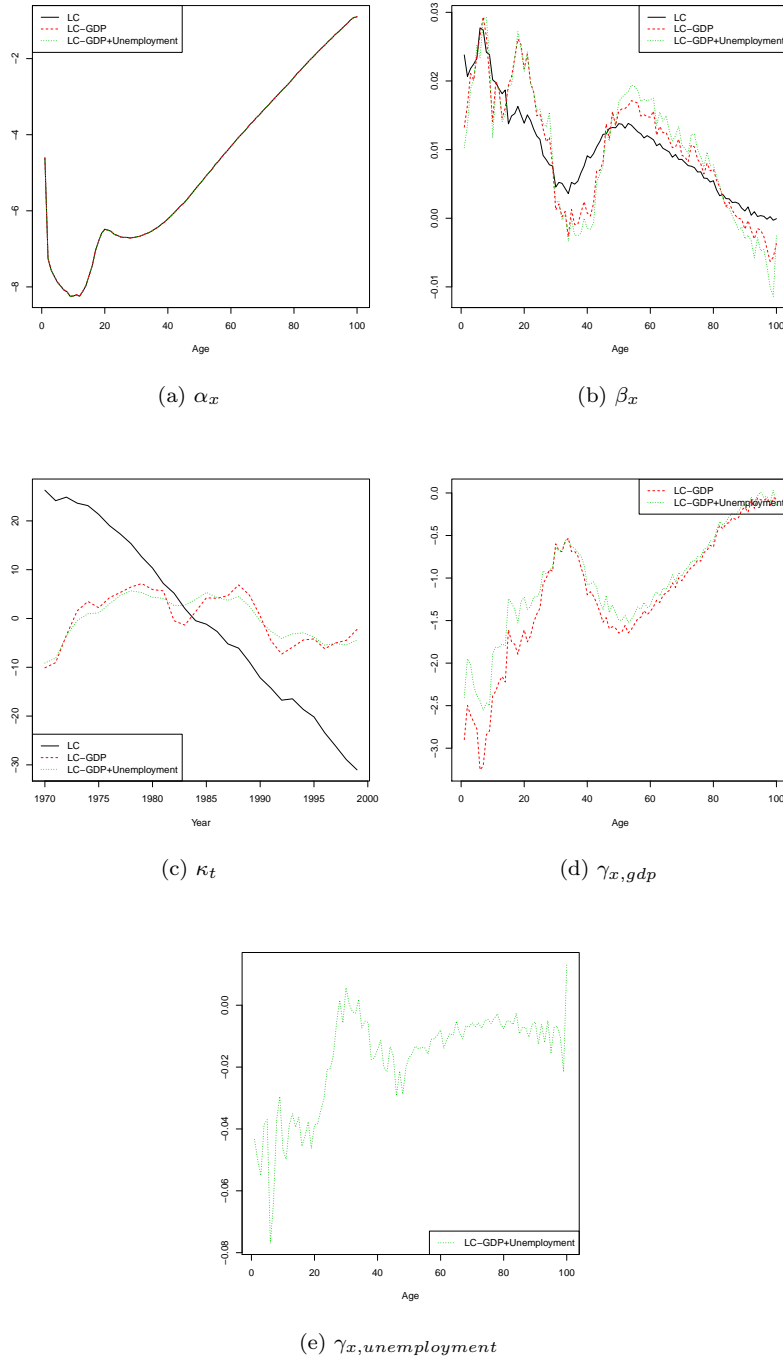 LC
LC-GDP
LC-GDP+Unemployment
-2
-4
-6
-8
0 20 40 60 80 100
Age
(a) αx
LC
LC-GDP
LC-GDP+Unemployment
0.03
0.02
0.01
0.00
-0.01
0 20 40 60 80 100
Age
(b) βx
20
10
0
-10
-20
-30
LC
LC-GDP
LC-GDP+Unemployment
1970 1975 1980 1985 1990 1995 2000
Year
(c) κt
LC-GDP
LC-GDP+Unemployment
0.0
-0.5
-1.0
-1.5
-2.0
-2.5
-3.0
0 20 40 60 80 100
Age
(d) γx,gdp
0.00
-0.02
-0.04
-0.06
-0.08
LC-GDP+Unemployment
0 20 40 60 80 100
Age
(e) γx,unemployment